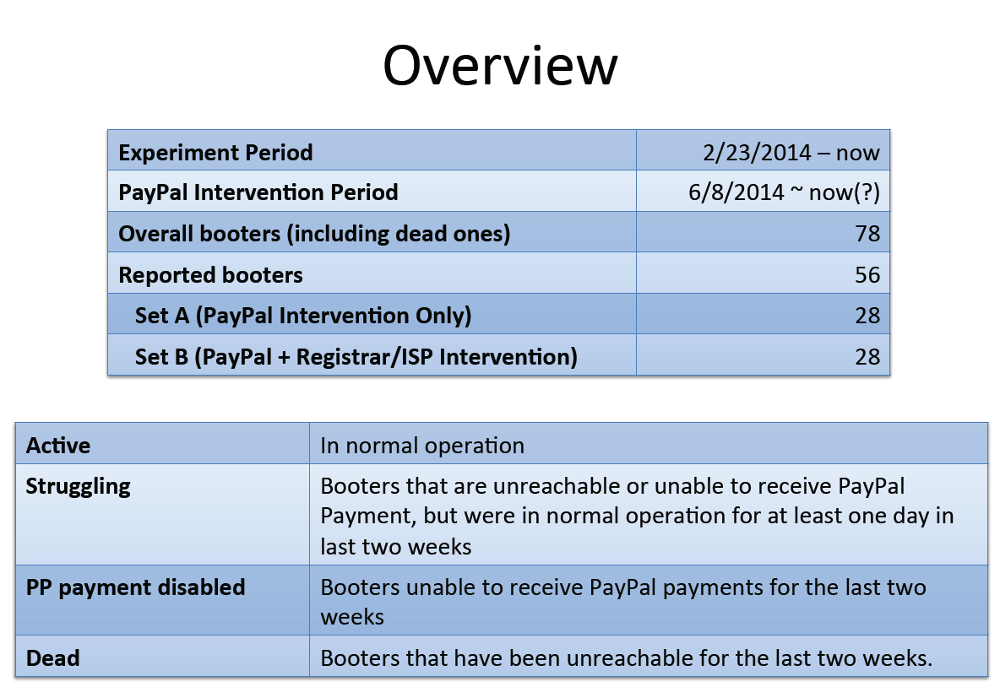 Overview
Experiment Period 2/23/2014 – now
PayPal Intervention Period 6/8/2014 ~ now(?)
Overall booters (including dead ones) 78
Reported booters 56
Set A (PayPal Intervention Only) 28
Set B (PayPal + Registrar/ISP Intervention) 28
Active In normal operation
Struggling Booters that are unreachable or unable to receive PayPal
Payment, but were in normal operation for at least one day in
last two weeks
PP payment disabled Booters unable to receive PayPal payments for the last two
weeks
Dead Booters that have been unreachable for the last two weeks.